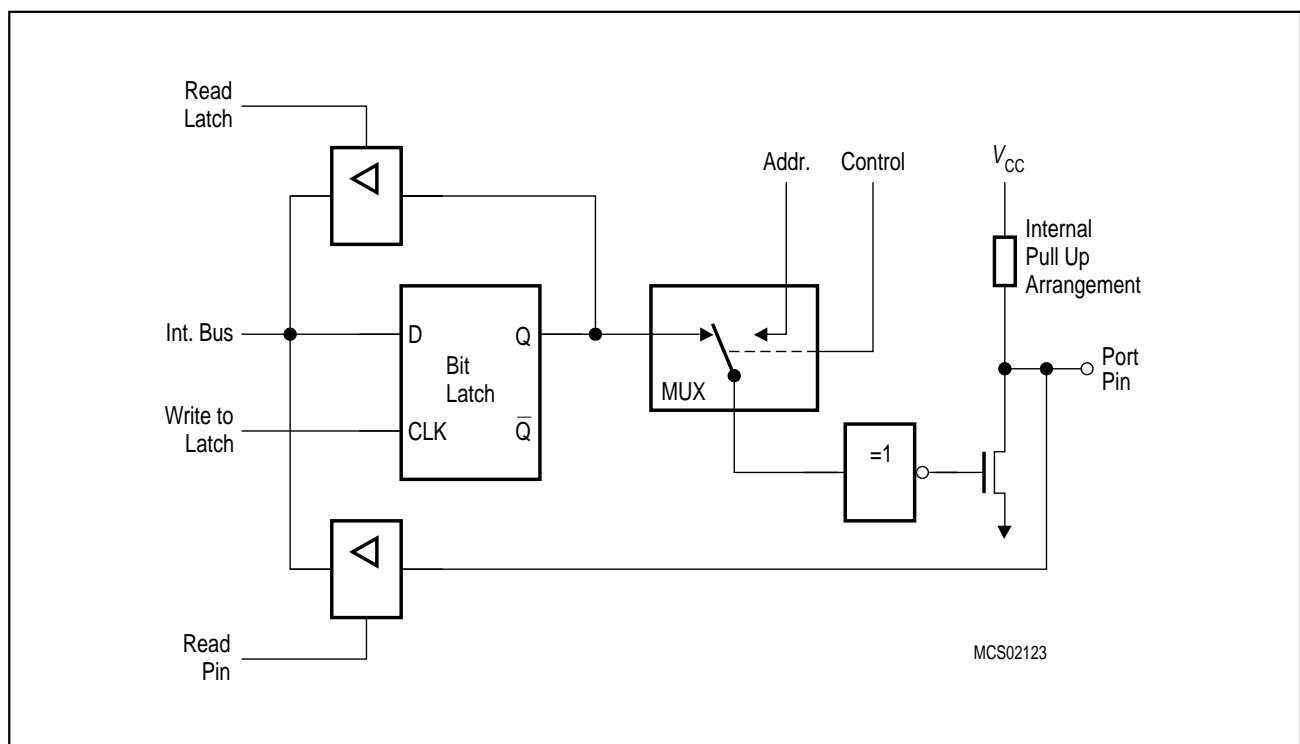 Read
Latch
Addr.
Control
VCC
Internal
Pull Up
Arrangement
Int. Bus
D
Q
Bit
Latch
MUX
Port
Pin
Write to
Latch
CLK
Q̅
=1
Read
Pin
MCS02123